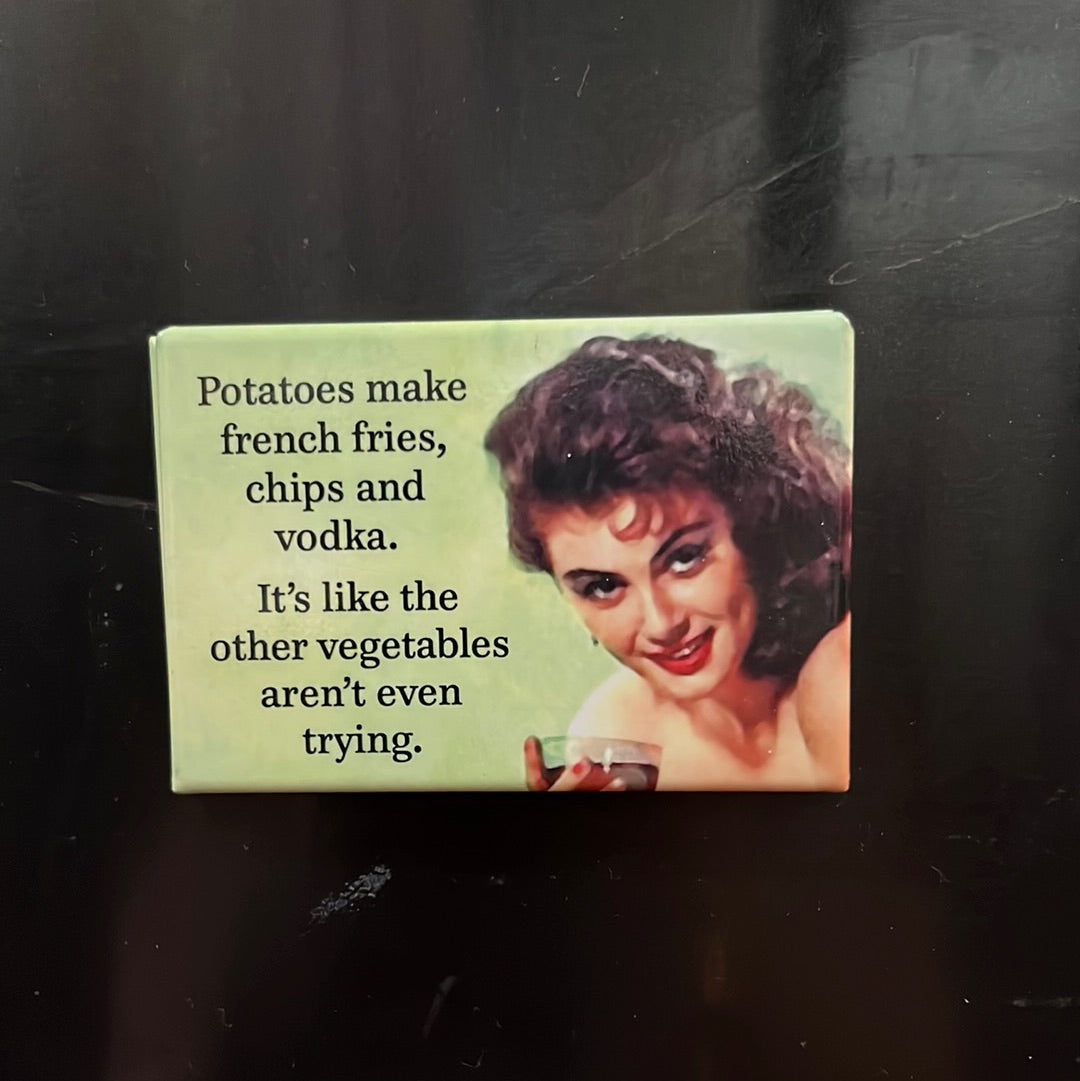 Potatoes make
french fries,
chips and
vodka.
It’s like the
other vegetables
aren’t even
trying.